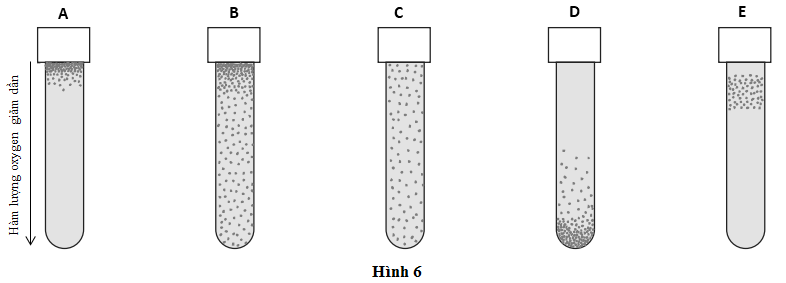 A B C D E
Hàm lượng oxygen giảm dần
Hình 6